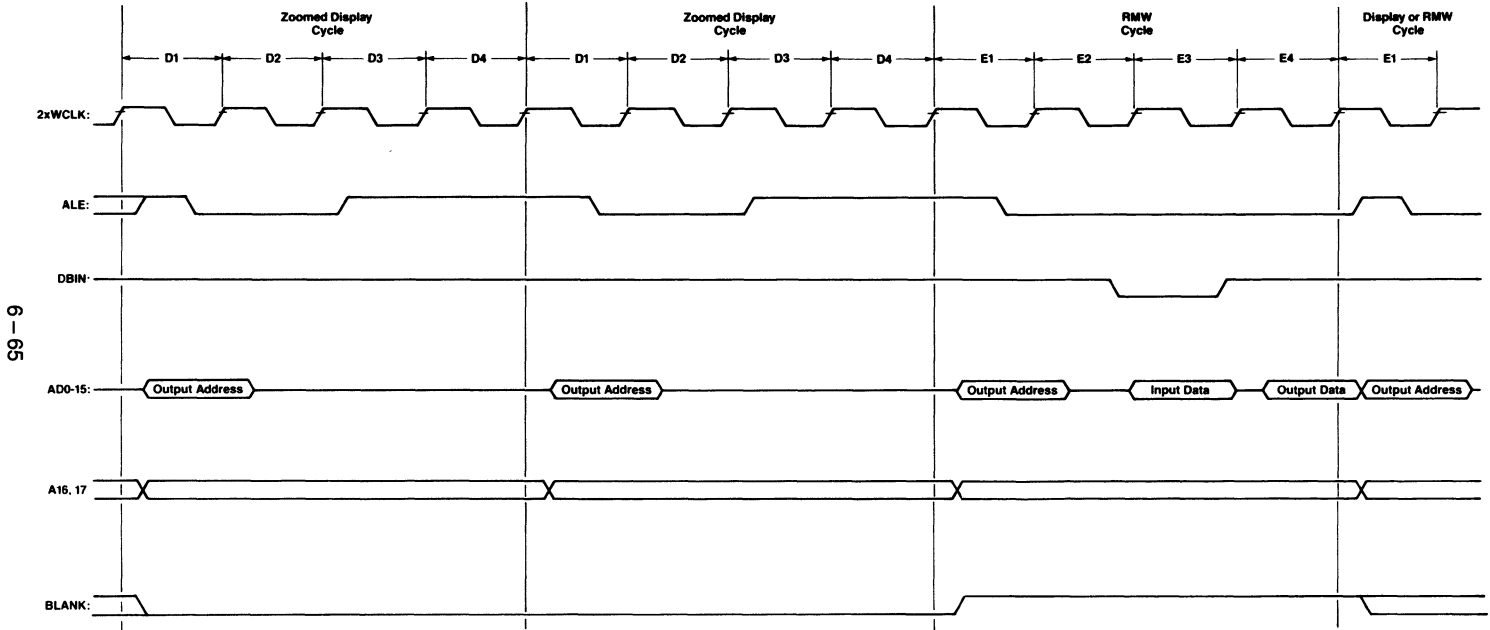 Zoomed Display
Cycle
Zoomed Display
Cycle
RMW
Cycle
Display or RMW
Cycle
D1 D2 D3 D4 D1 D2 D3 D4 E1 E2 E3 E4 E1
2xWCLK:
ALE:
DBIN:
6-65
AD0-15: Output Address Output Address Output Address Input Data Output Data Output Address
A16, 17
BLANK: